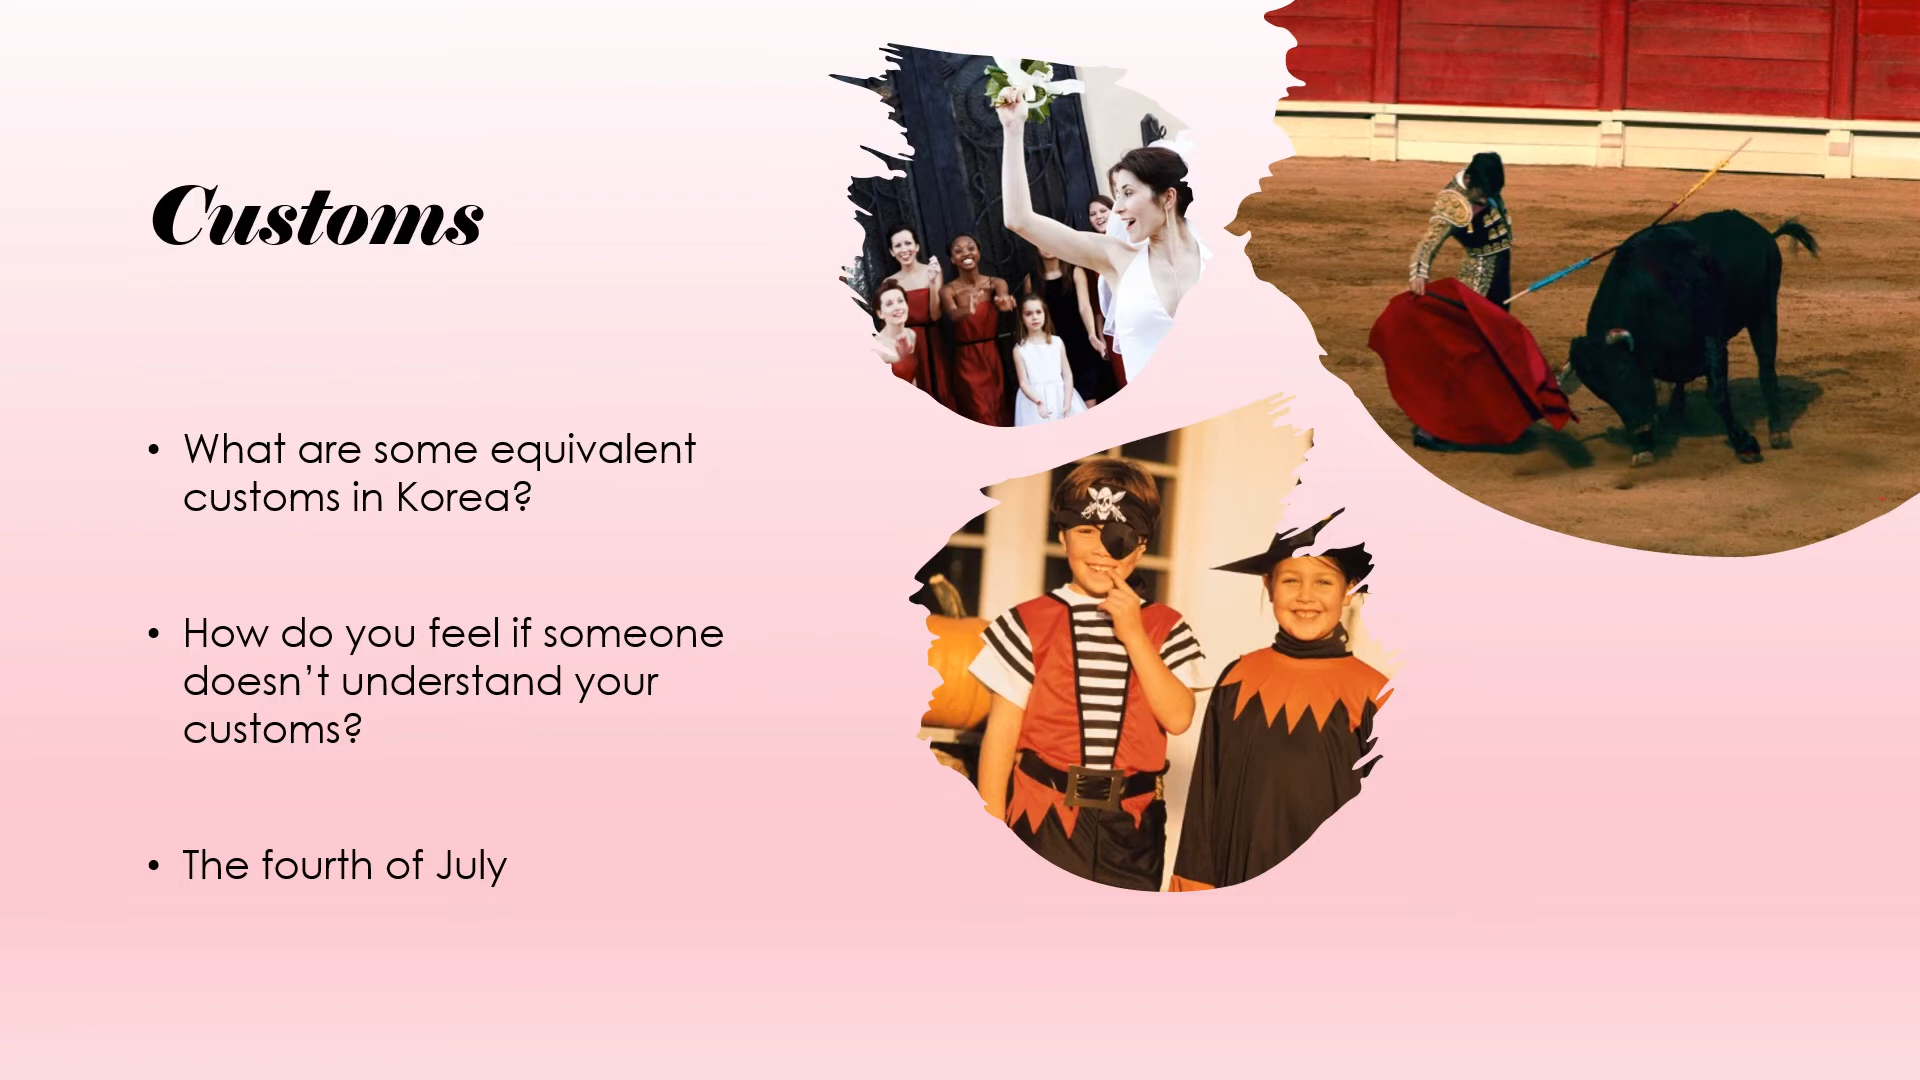 Customs
• What are some equivalent
customs in Korea?
• How do you feel if someone
doesn’t understand your
customs?
• The fourth of July